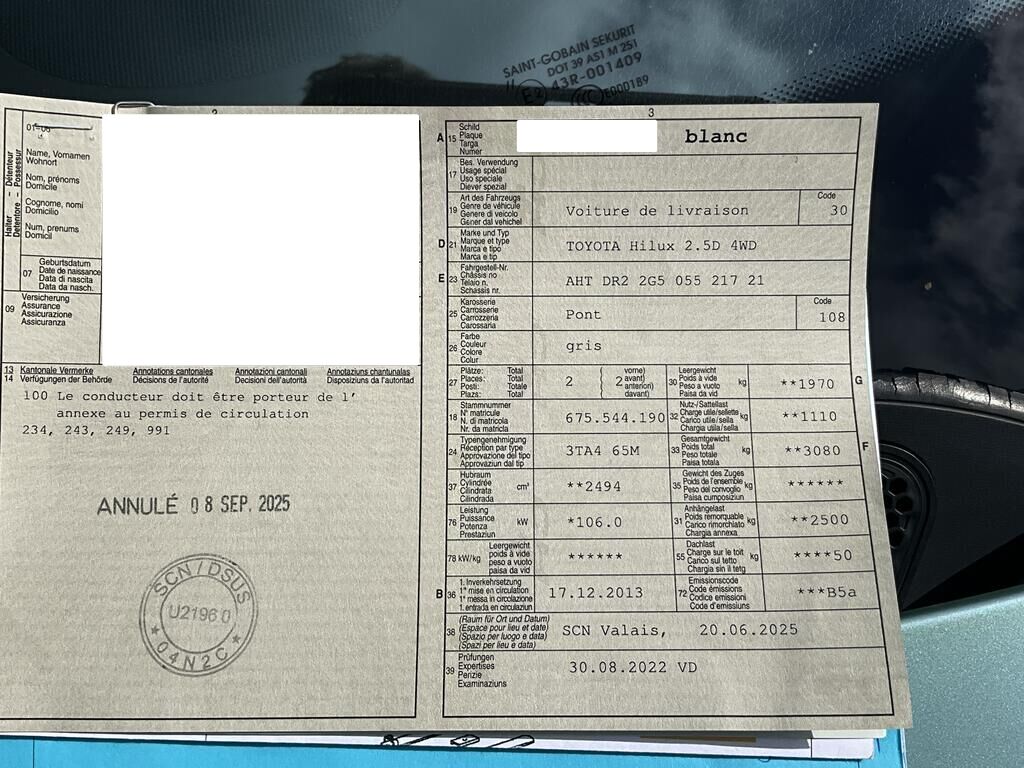 SAINT-GOBAIN SEKURIT
DOT 39 AS1 M 251
E2 43R-001409
CCC E000189
2
3
01-06
Halter - Détenteur
Detentore - Possessur
Name, Vornamen
Wohnort
Nom, prénoms
Domicile
Cognome, nomi
Domicilio
Num, prenums
Domicil
07
Geburtsdatum
Date de naissance
Data di nascita
Data da nasch.
09
Versicherung
Assurance
Assicurazione
Assicuranza
13 Kantonale Vermerke Annotations cantonales Annotazioni cantonali Annotaziuns chantunalas
14 Verfügungen der Behörde Décisions de l'autorité Decisioni dell'autorità Disposiziuns da l'autoritad
100 Le conducteur doit être porteur de l'
annexe au permis de circulation
234, 243, 249, 991
ANNULÉ 08 SEP. 2025
SCN/DSUS
U2196 0
04N2C
A 15
Schild
Plaque
Targa
Numer
blanc
17
Bes. Verwendung
Usage spécial
Uso speciale
Diever spezial
19
Art des Fahrzeugs
Genre de véhicule
Genere di veicolo
Gener dal vehichel
Voiture de livraison
Code
30
D 21
Marke und Typ
Marque et type
Marca e tipo
Marca e tip
TOYOTA Hilux 2.5D 4WD
E 23
Fahrgestell-Nr.
Châssis no
Telaio n.
Schassis nr.
AHT DR2 2G5 055 217 21
25
Karosserie
Carrosserie
Carrozzeria
Carossaria
Pont
Code
108
26
Farbe
Couleur
Colore
Colur
gris
27
Plätze: Total
Places: Total
Posti: Totale
Plazs: Total
2 ( 2
vorne)
avant)
anteriori)
davant)
30
Leergewicht
Poids à vide
Peso a vuoto
Paisa da vid
kg
**1970
G
18
Stammnummer
N° matricule
N. di matricola
Nr. da matricla
675.544.190
32
Nutz-/Sattellast
Charge utile/sellette
Carico utile/sella
Chargia utila/sella
kg
**1110
24
Typengenehmigung
Réception par type
Approvazione del tipo
Approvaziun dal tip
3TA4 65M
33
Gesamtgewicht
Poids total
Peso totale
Paisa totala
kg
**3080
F
37
Hubraum
Cylindrée
Cilindrata
Cilindrada
cm³
**2494
35
Gewicht des Zuges
Poids de l'ensemble
Peso del convoglio
Paisa cumposiziun
kg
******
76
Leistung
Puissance
Potenza
Prestaziun
kW
*106.0
31
Anhängelast
Poids remorquable
Carico rimorchiato
Chargia annexa
kg
**2500
78 kW/kg
Leergewicht
poids à vide
peso a vuoto
paisa da vid
******
55
Dachlast
Charge sur le toit
Carico sul tetto
Chargia sin il tetg
kg
****50
B 36
1. Inverkehrsetzung
1re mise en circulation
1a messa in circolazione
1. entrada en circulaziun
17.12.2013
72
Emissionscode
Code émissions
Codice emissioni
Code d'emissiuns
***B5a
38
(Raum für Ort und Datum)
(Espace pour lieu et date)
(Spazio per luogo e data)
(Spazi per lieu e data)
SCN Valais, 20.06.2025
39
Prüfungen
Expertises
Perizie
Examinaziuns
30.08.2022 VD